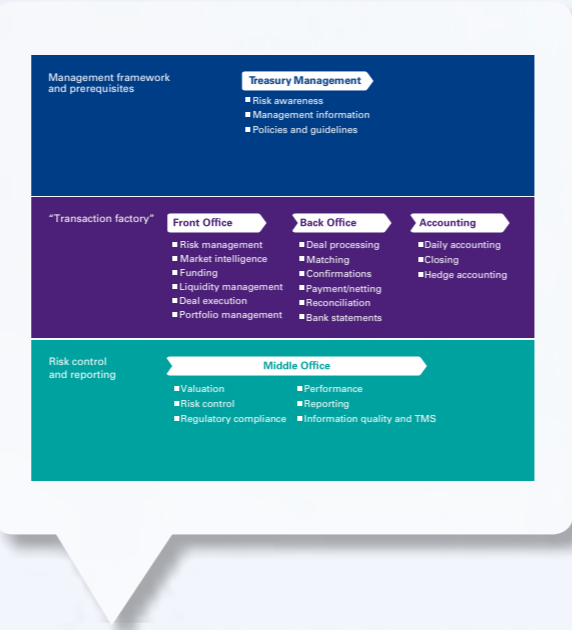 Management framework
and prerequisites
Treasury Management
Risk awareness
Management information
Policies and guidelines
“Transaction factory”
Front Office
Risk management
Market intelligence
Funding
Liquidity management
Deal execution
Portfolio management
Back Office
Deal processing
Matching
Confirmations
Payment/netting
Reconciliation
Bank statements
Accounting
Daily accounting
Closing
Hedge accounting
Risk control
and reporting
Middle Office
Valuation
Risk control
Regulatory compliance
Performance
Reporting
Information quality and TMS